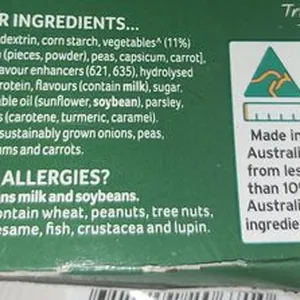 Tr
R INGREDIENTS...
dextrin, corn starch, vegetables^ (11%)
(pieces, powder), peas, capsicum, carrot],
avour enhancers (621, 635), hydrolysed
rotein, flavours (contain milk), sugar,
ble oil (sunflower, soybean), parsley,
s (carotene, turmeric, caramel).
sustainably grown onions, peas,
ums and carrots.
ALLERGIES?
ns milk and soybeans.
ontain wheat, peanuts, tree nuts,
esame, fish, crustacea and lupin.
Made in
Australi
from les
than 10%
Australi
ingredie